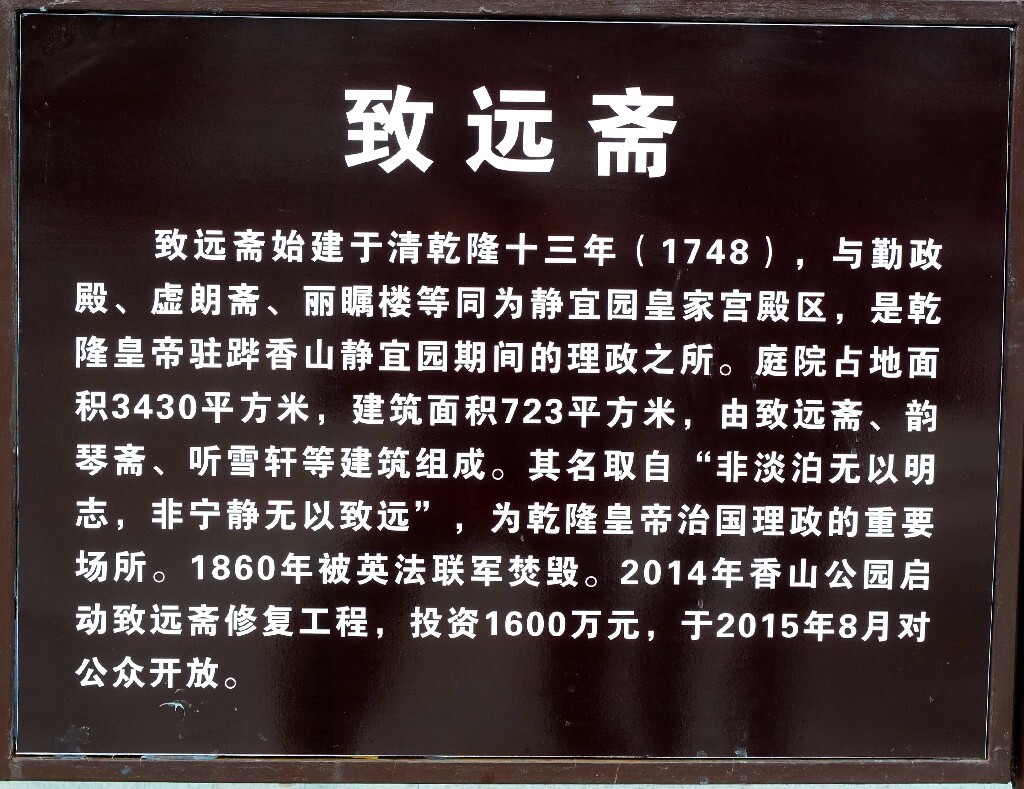 致远斋
致远斋始建于清乾隆十三年（1748），与勤政
殿、虚朗斋、丽瞩楼等同为静宜园皇家宫殿区，是乾
隆皇帝驻跸香山静宜园期间的理政之所。庭院占地面
积3430平方米，建筑面积723平方米，由致远斋、韵
琴斋、听雪轩等建筑组成。其名取自“非淡泊无以明
志，非宁静无以致远”，为乾隆皇帝治国理政的重要
场所。1860年被英法联军焚毁。2014年香山公园启
动致远斋修复工程，投资1600万元，于2015年8月对
公众开放。